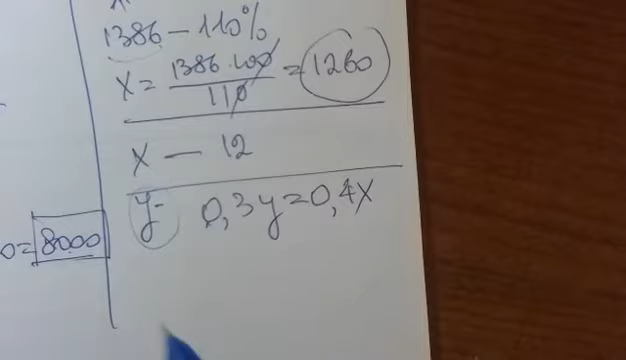 1386 – 110%
x = 1386 · 100 / 110 = 1260
x — 12
y - 0,3y = 0,4x
0 = 8000